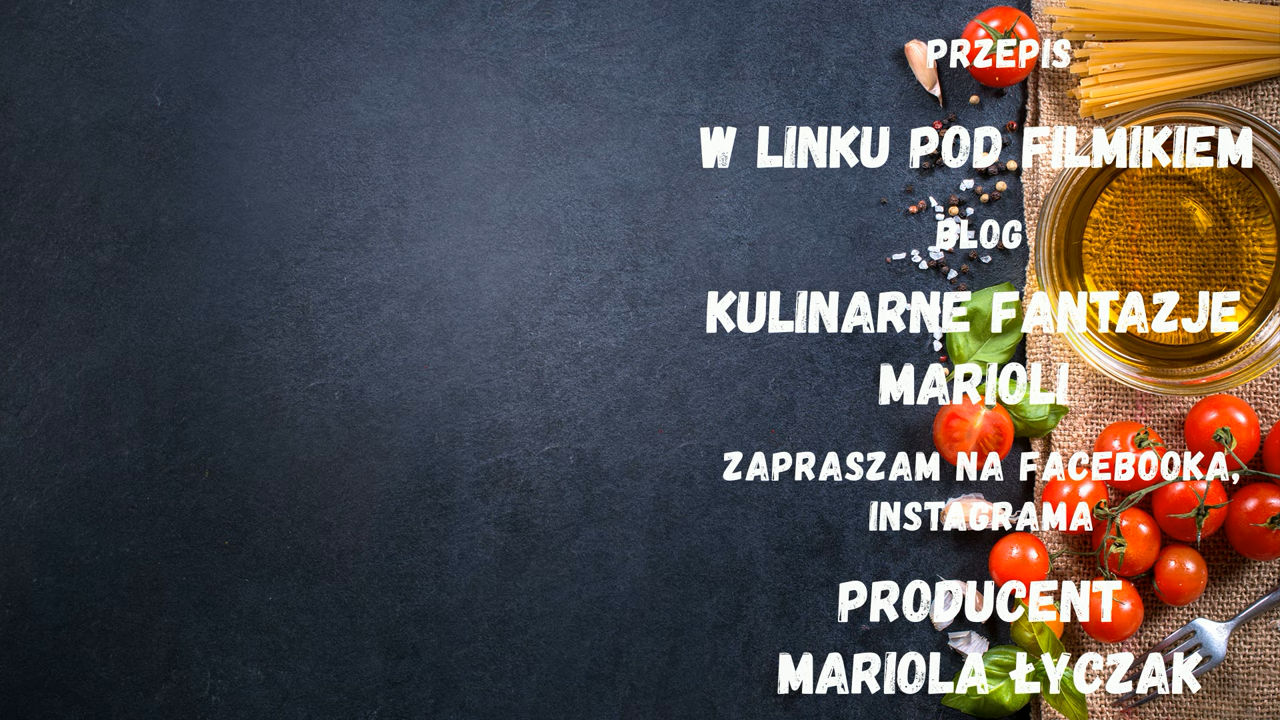 PRZEPIS
W LINKU POD FILMIKIEM
BLOG
KULINARNE FANTAZJE
MARIOLI
ZAPRASZAM NA FACEBOOKA,
INSTAGRAMA
PRODUCENT
MARIOLA ŁYCZAK